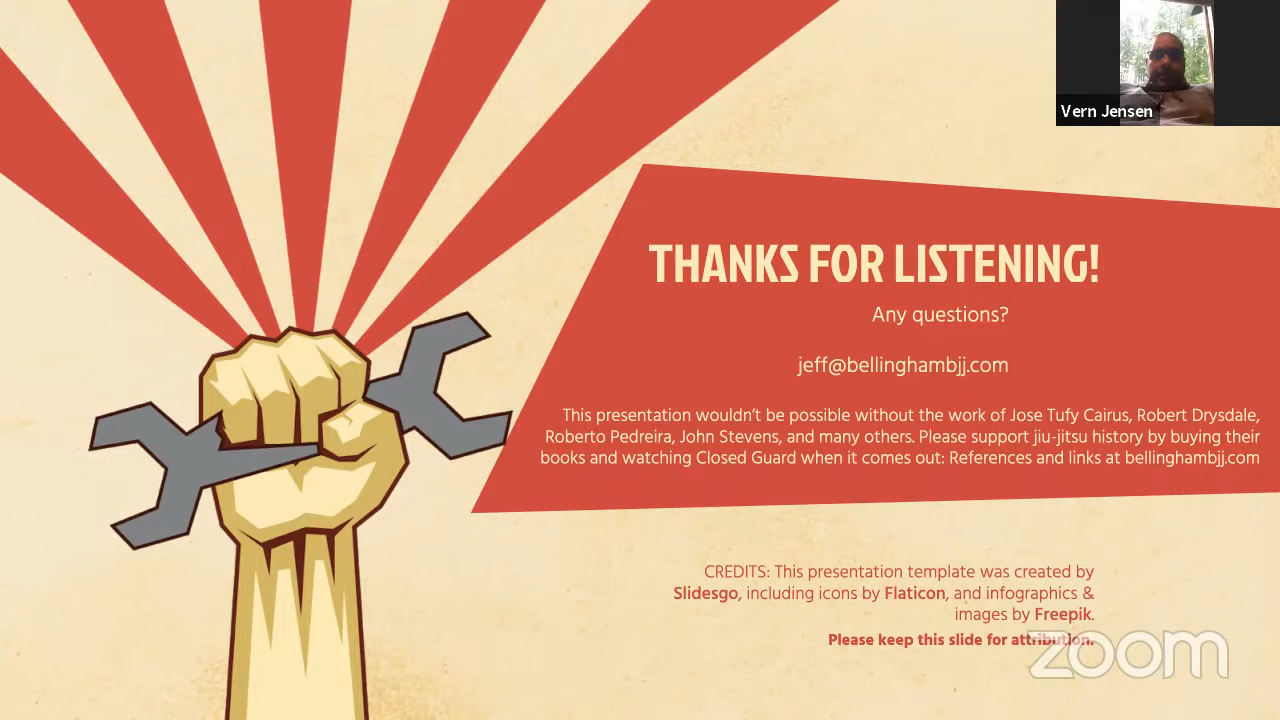 Vern Jensen
THANKS FOR LISTENING!
Any questions?
jeff@bellinghambjj.com
This presentation wouldn't be possible without the work of Jose Tufy Cairus, Robert Drysdale,
Roberto Pedreira, John Stevens, and many others. Please support jiu-jitsu history by buying their
books and watching Closed Guard when it comes out: References and links at bellinghambjj.com
CREDITS: This presentation template was created by
Slidesgo, including icons by Flaticon, and infographics &
images by Freepik.
Please keep this slide for attribution.
zoom